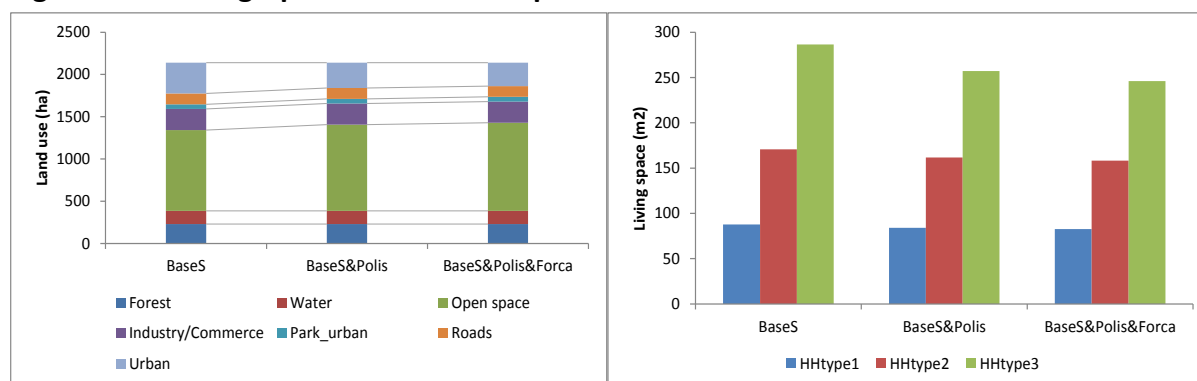 2500
2000
1500
1000
500
0
Land use (ha)
BaseS BaseS&Polis BaseS&Polis&Forca
Forest Water Open space
Industry/Commerce Park_urban Roads
Urban
300
250
200
150
100
50
0
Living space (m2)
BaseS BaseS&Polis BaseS&Polis&Forca
HHtype1 HHtype2 HHtype3